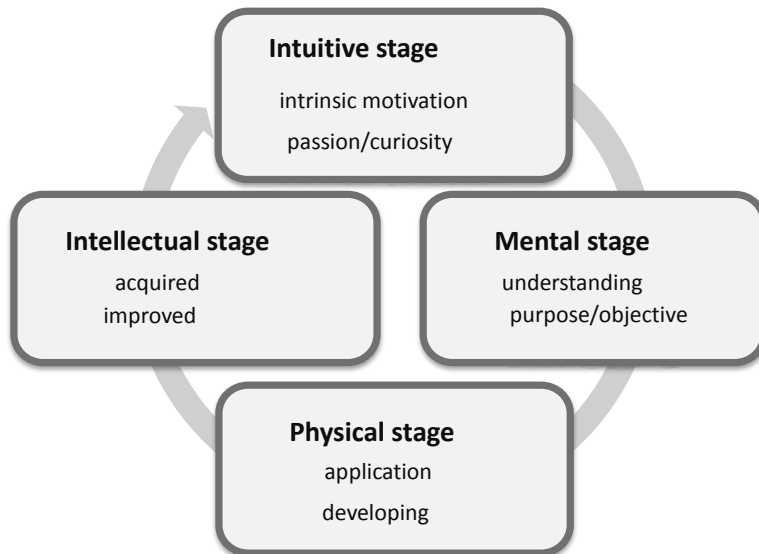 Intuitive stage
intrinsic motivation
passion/curiosity
Mental stage
understanding
purpose/objective
Physical stage
application
developing
Intellectual stage
acquired
improved